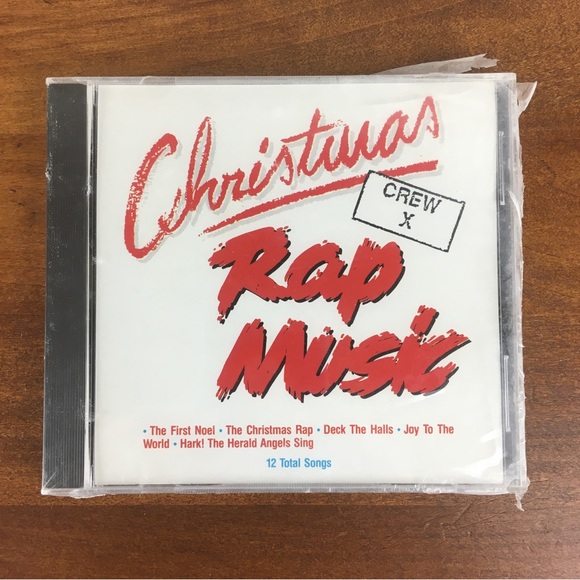 Christmas
CREW
X
Rap
Music
• The First Noel • The Christmas Rap • Deck The Halls • Joy To The
World • Hark! The Herald Angels Sing
12 Total Songs